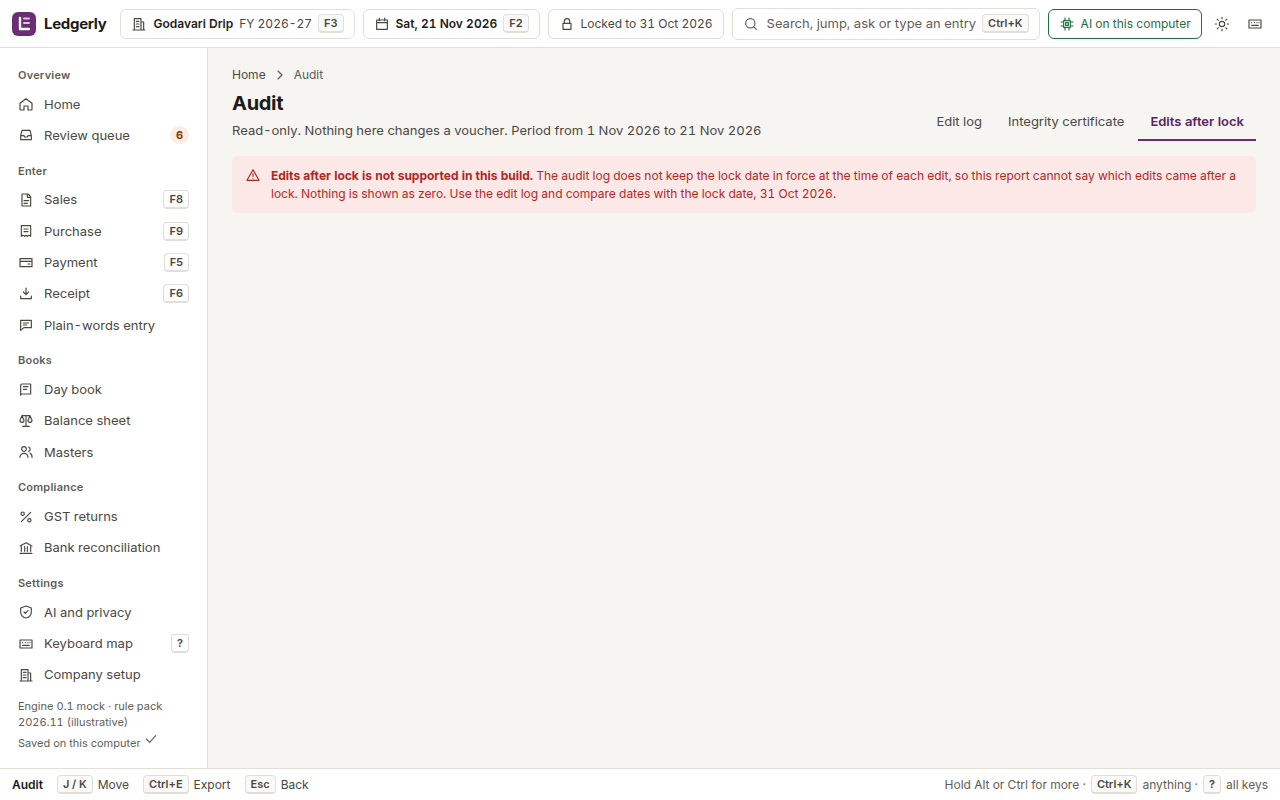 Ledgerly
Godavari Drip FY 2026-27 F3
Sat, 21 Nov 2026 F2
Locked to 31 Oct 2026
Search, jump, ask or type an entry Ctrl+K
AI on this computer
Overview
Home
Review queue 6
Enter
Sales F8
Purchase F9
Payment F5
Receipt F6
Plain-words entry
Books
Day book
Balance sheet
Masters
Compliance
GST returns
Bank reconciliation
Settings
AI and privacy
Keyboard map ?
Company setup
Engine 0.1 mock · rule pack
2026.11 (illustrative)
Saved on this computer
Home Audit
Audit
Read-only. Nothing here changes a voucher. Period from 1 Nov 2026 to 21 Nov 2026
Edit log Integrity certificate Edits after lock
Edits after lock is not supported in this build. The audit log does not keep the lock date in force at the time of each edit, so this report cannot say which edits came after a
lock. Nothing is shown as zero. Use the edit log and compare dates with the lock date, 31 Oct 2026.
Audit J / K Move Ctrl+E Export Esc Back
Hold Alt or Ctrl for more · Ctrl+K anything · ? all keys